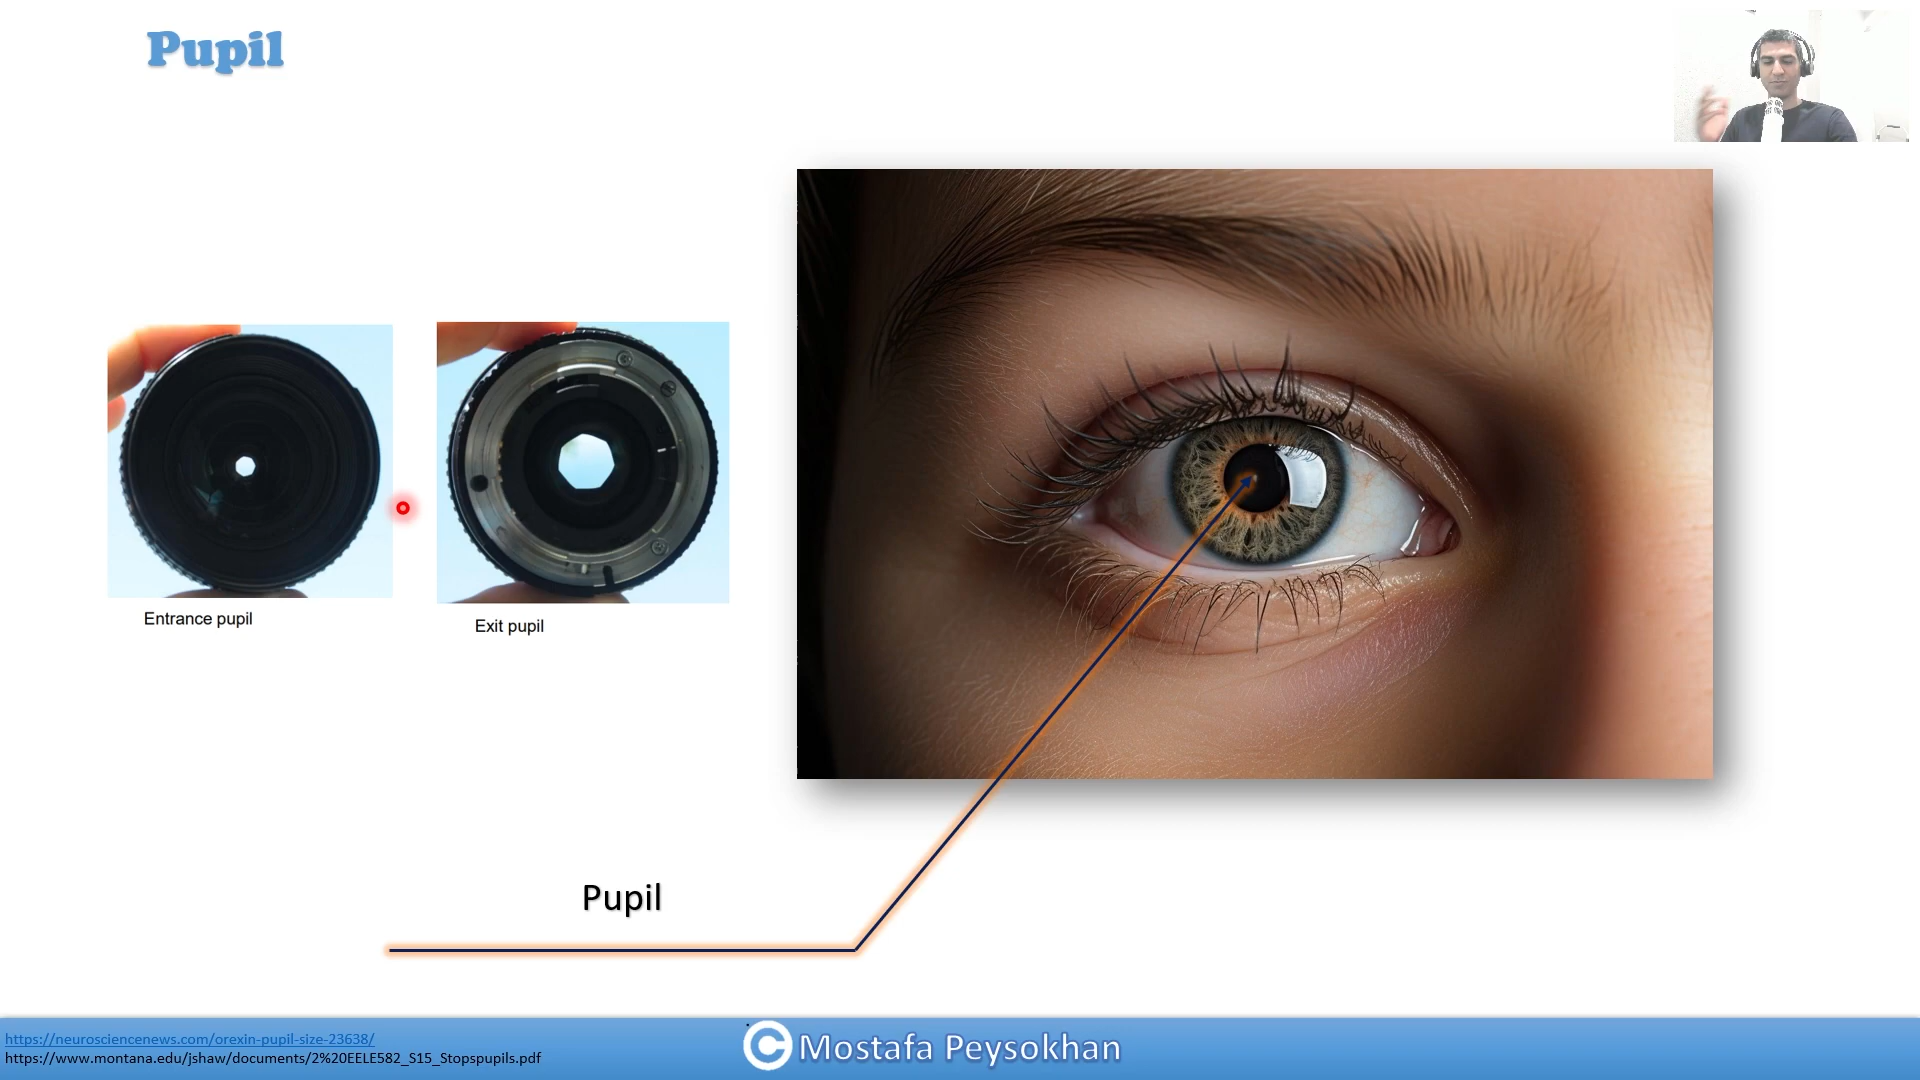 Pupil
Entrance pupil
Exit pupil
Pupil
https://neurosciencenews.com/orexin-pupil-size-23638/
https://www.montana.edu/jshaw/documents/2%20EELE582_S15_Stopspupils.pdf
© Mostafa Peysokhan